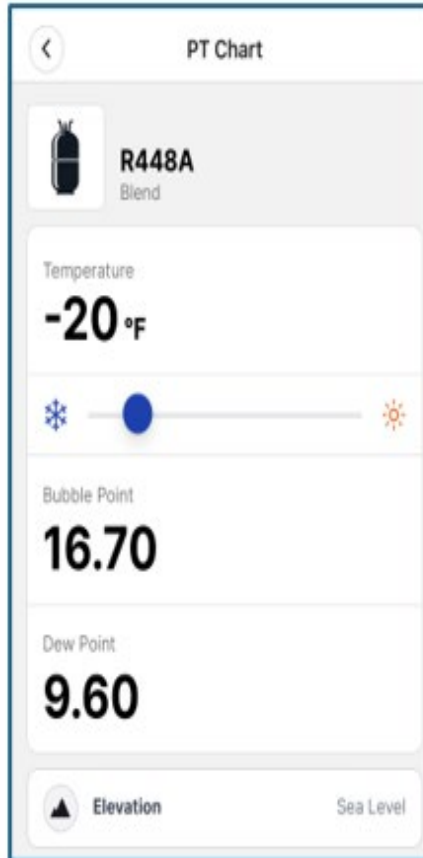 PT Chart
R448A
Blend
Temperature
-20 °F
Bubble Point
16.70
Dew Point
9.60
Elevation Sea Level